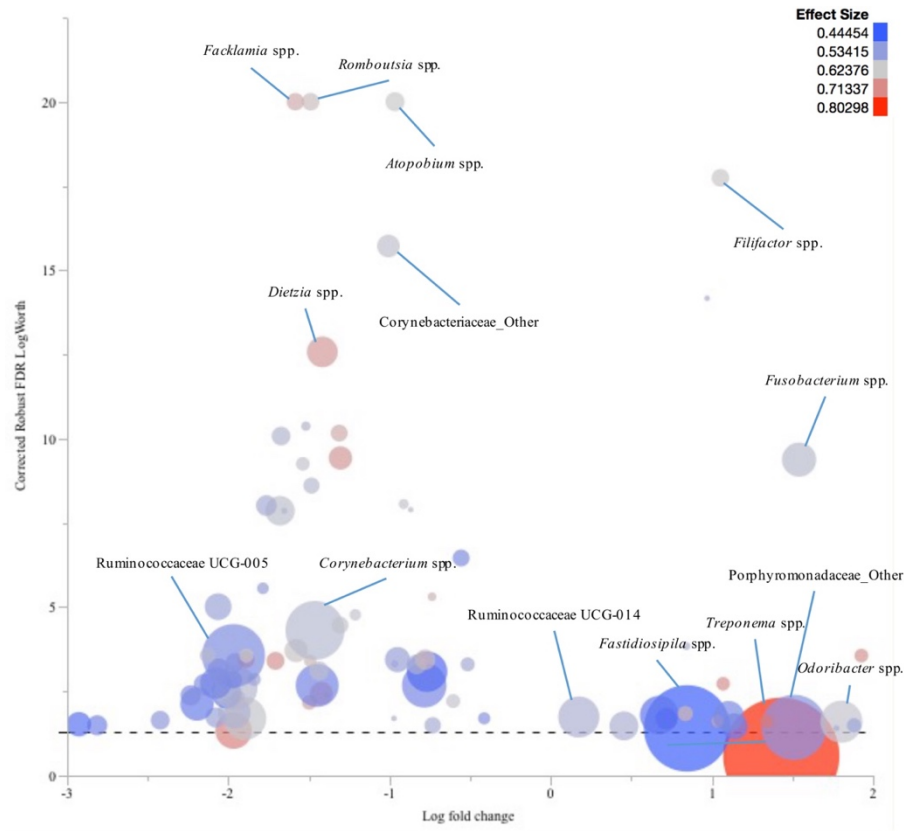 Effect Size
0.44454
0.53415
0.62376
0.71337
0.80298
20
15
10
5
0
Corrected Robust FDR LogWorth
Facklamia spp.
Romboutsia spp.
Atopobium spp.
Filifactor spp.
Dietzia spp.
Corynebacteriaceae_Other
Fusobacterium spp.
Ruminococcaceae UCG-005
Corynebacterium spp.
Porphyromonadaceae_Other
Ruminococcaceae UCG-014
Treponema spp.
Fastidiosipila spp.
Odoribacter spp.
-3
-2
-1
0
1
2
Log fold change